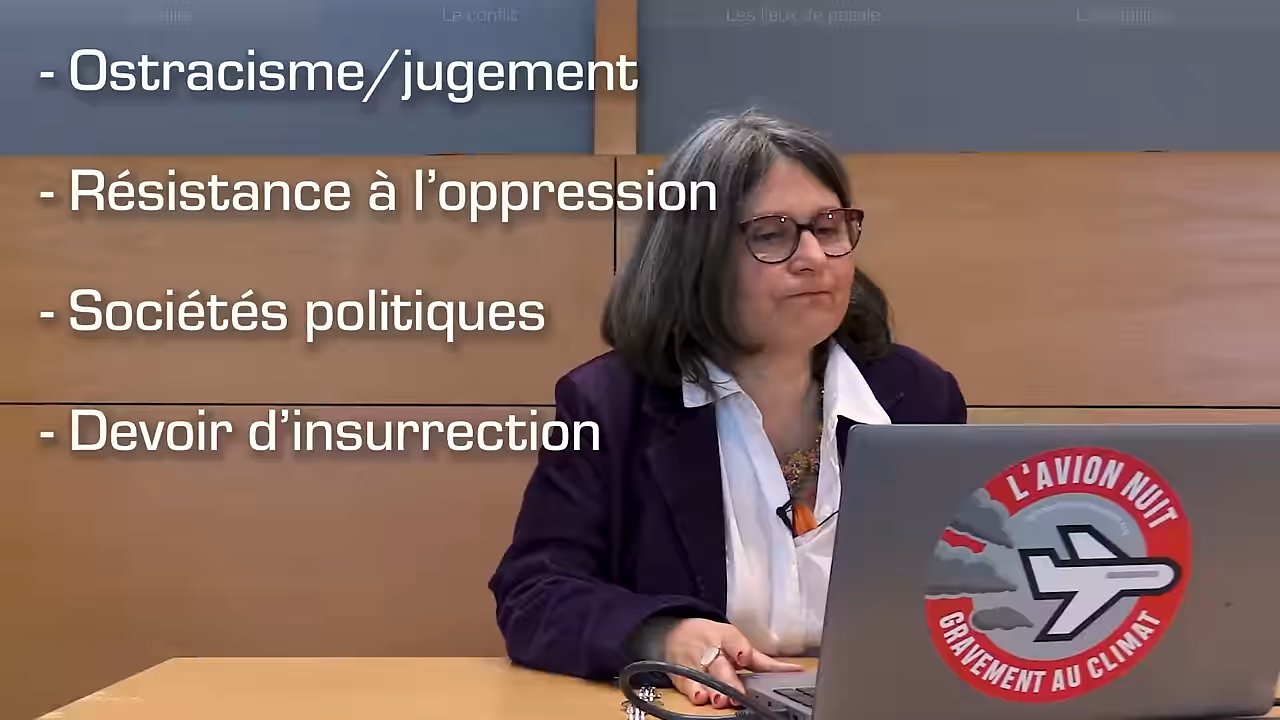 Le conflit
Les lieux de parole
- Ostracisme/jugement
- Résistance à l'oppression
- Sociétés politiques
- Devoir d'insurrection
L'AVION NUIT
GRAVEMENT AU CLIMAT